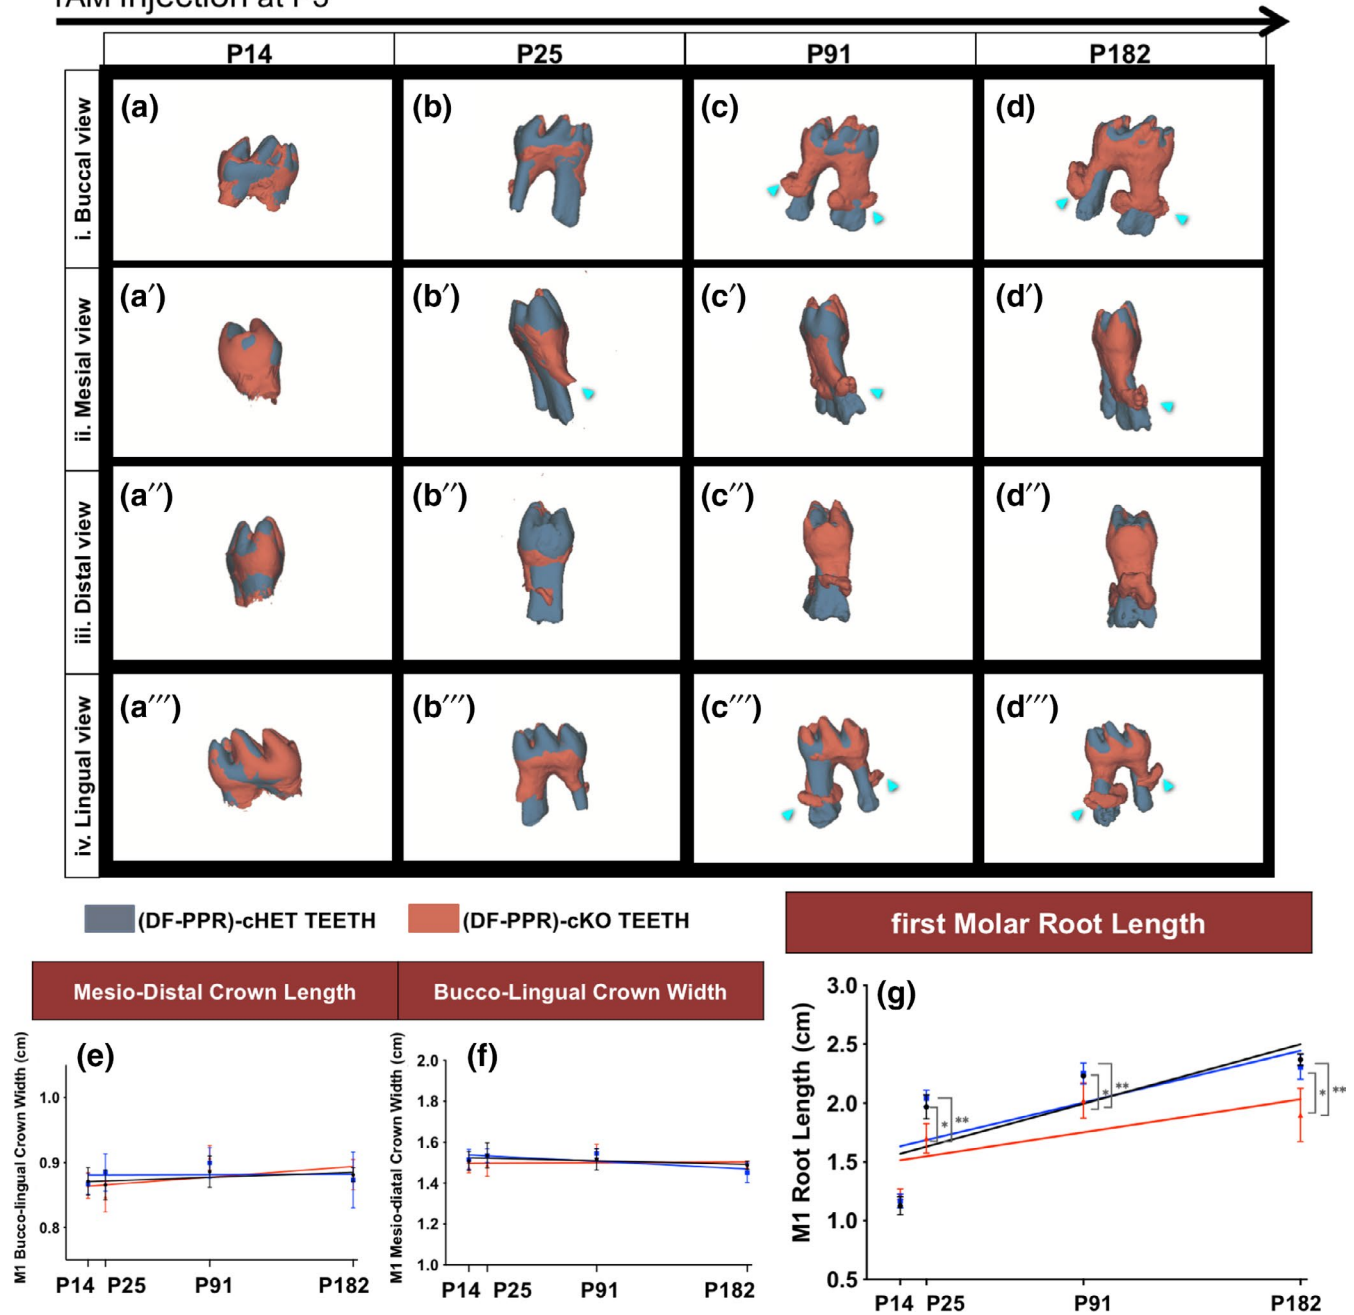 TAM Injection at P3
P14 P25 P91 P182
i. Buccal view
(a) (b) (c) (d)
ii. Mesial view
(a′) (b′) (c′) (d′)
iii. Distal view
(a′′) (b′′) (c′′) (d′′)
iv. Lingual view
(a′′′) (b′′′) (c′′′) (d′′′)
(DF-PPR)-cHET TEETH (DF-PPR)-cKO TEETH
Mesio-Distal Crown Length
(e)
M1 Bucco-lingual Crown Width (cm)
1.0
0.9
0.8
P14 P25 P91 P182
Bucco-Lingual Crown Width
(f)
M1 Mesio-diatal Crown Width (cm)
2.0
1.8
1.6
1.4
1.2
1.0
P14 P25 P91 P182
first Molar Root Length
(g)
M1 Root Length (cm)
3.0
2.5
2.0
1.5
1.0
0.5
* **
* **
* **
P14 P25 P91 P182